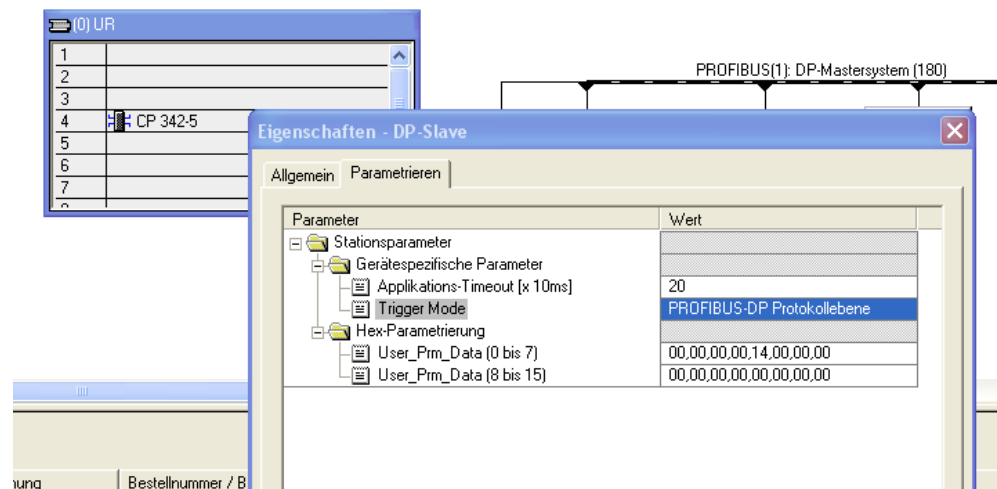 (0) UR
1
2
3
4 CP 342-5
5
6
7
PROFIBUS(1): DP-Mastersystem (180)
Eigenschaften - DP-Slave
Allgemein Parametrieren
Parameter Wert
Stationsparameter
Gerätespezifische Parameter
Applikations-Timeout [x 10ms] 20
Trigger Mode PROFIBUS-DP Protokollebene
Hex-Parametrierung
User_Prm_Data (0 bis 7) 00,00,00,00,14,00,00,00
User_Prm_Data (8 bis 15) 00,00,00,00,00,00,00,00
nung Bestellnummer / B